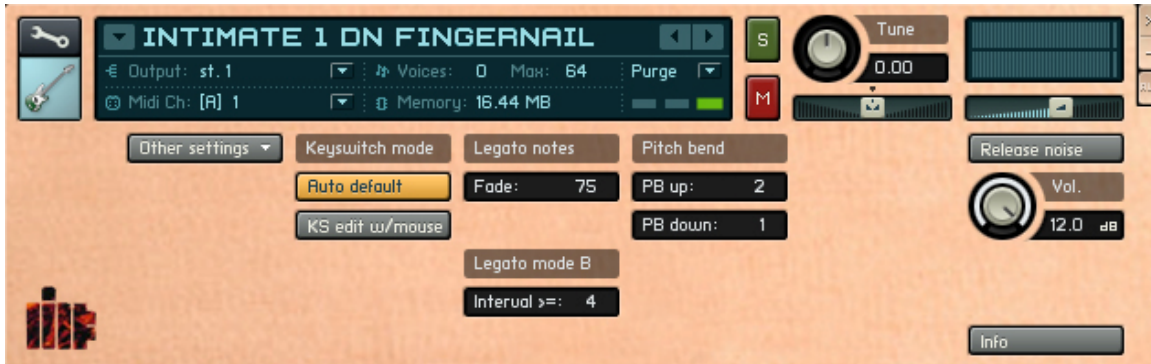 INTIMATE 1 DN FINGERNAIL
S
Tune
Output: st. 1
Voices: 0 Max: 64
Purge
0.00
Midi Ch: [A] 1
Memory: 16.44 MB
M
Other settings
Keyswitch mode
Legato notes
Pitch bend
Release noise
Auto default
Fade: 75
PB up: 2
Vol.
KS edit w/mouse
PB down: 1
12.0 dB
Legato mode B
Interval >=: 4
Info